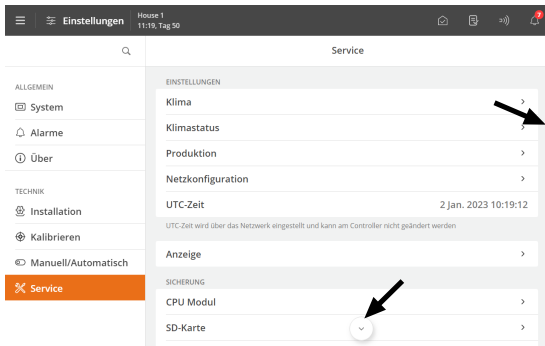 Einstellungen
House 1
11:19, Tag 50
7
Service
ALLGEMEIN
System
Alarme
Über
TECHNIK
Installation
Kalibrieren
Manuell/Automatisch
Service
EINSTELLUNGEN
Klima
Klimastatus
Produktion
Netzkonfiguration
UTC-Zeit 2 Jan. 2023 10:19:12
UTC-Zeit wird über das Netzwerk eingestellt und kann am Controller nicht geändert werden
Anzeige
SICHERUNG
CPU Modul
SD-Karte